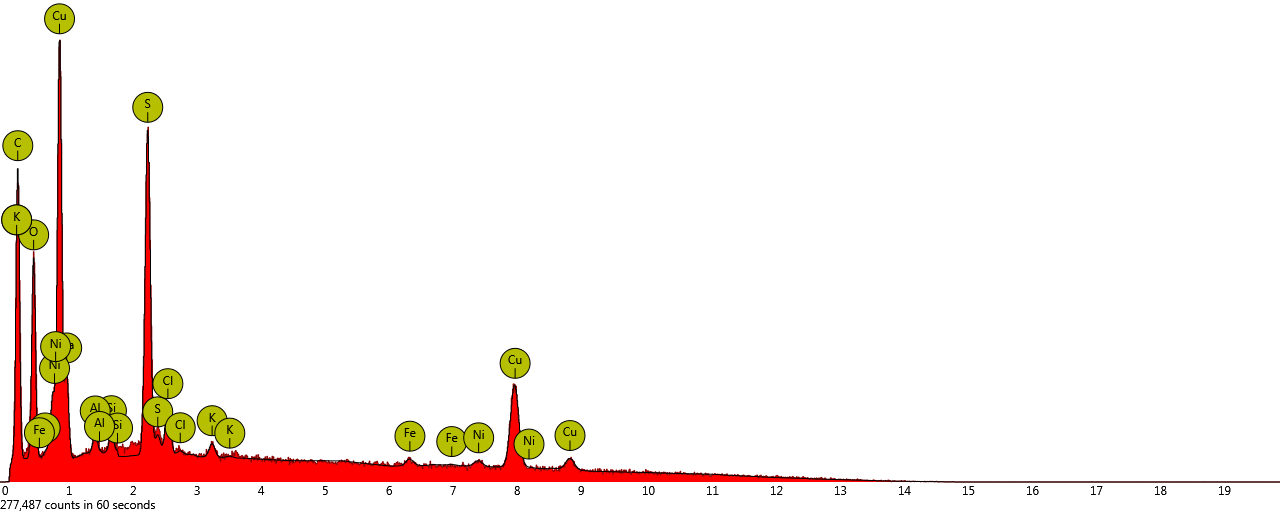 Cu
S
C
K
O
Ni
a
Ni
Cu
Cl
Al
Si
S
K
Al
Si
Cl
K
Fe
Fe
Fe
Ni
Ni
Cu
0 1 2 3 4 5 6 7 8 9 10 11 12 13 14 15 16 17 18 19
277,487 counts in 60 seconds